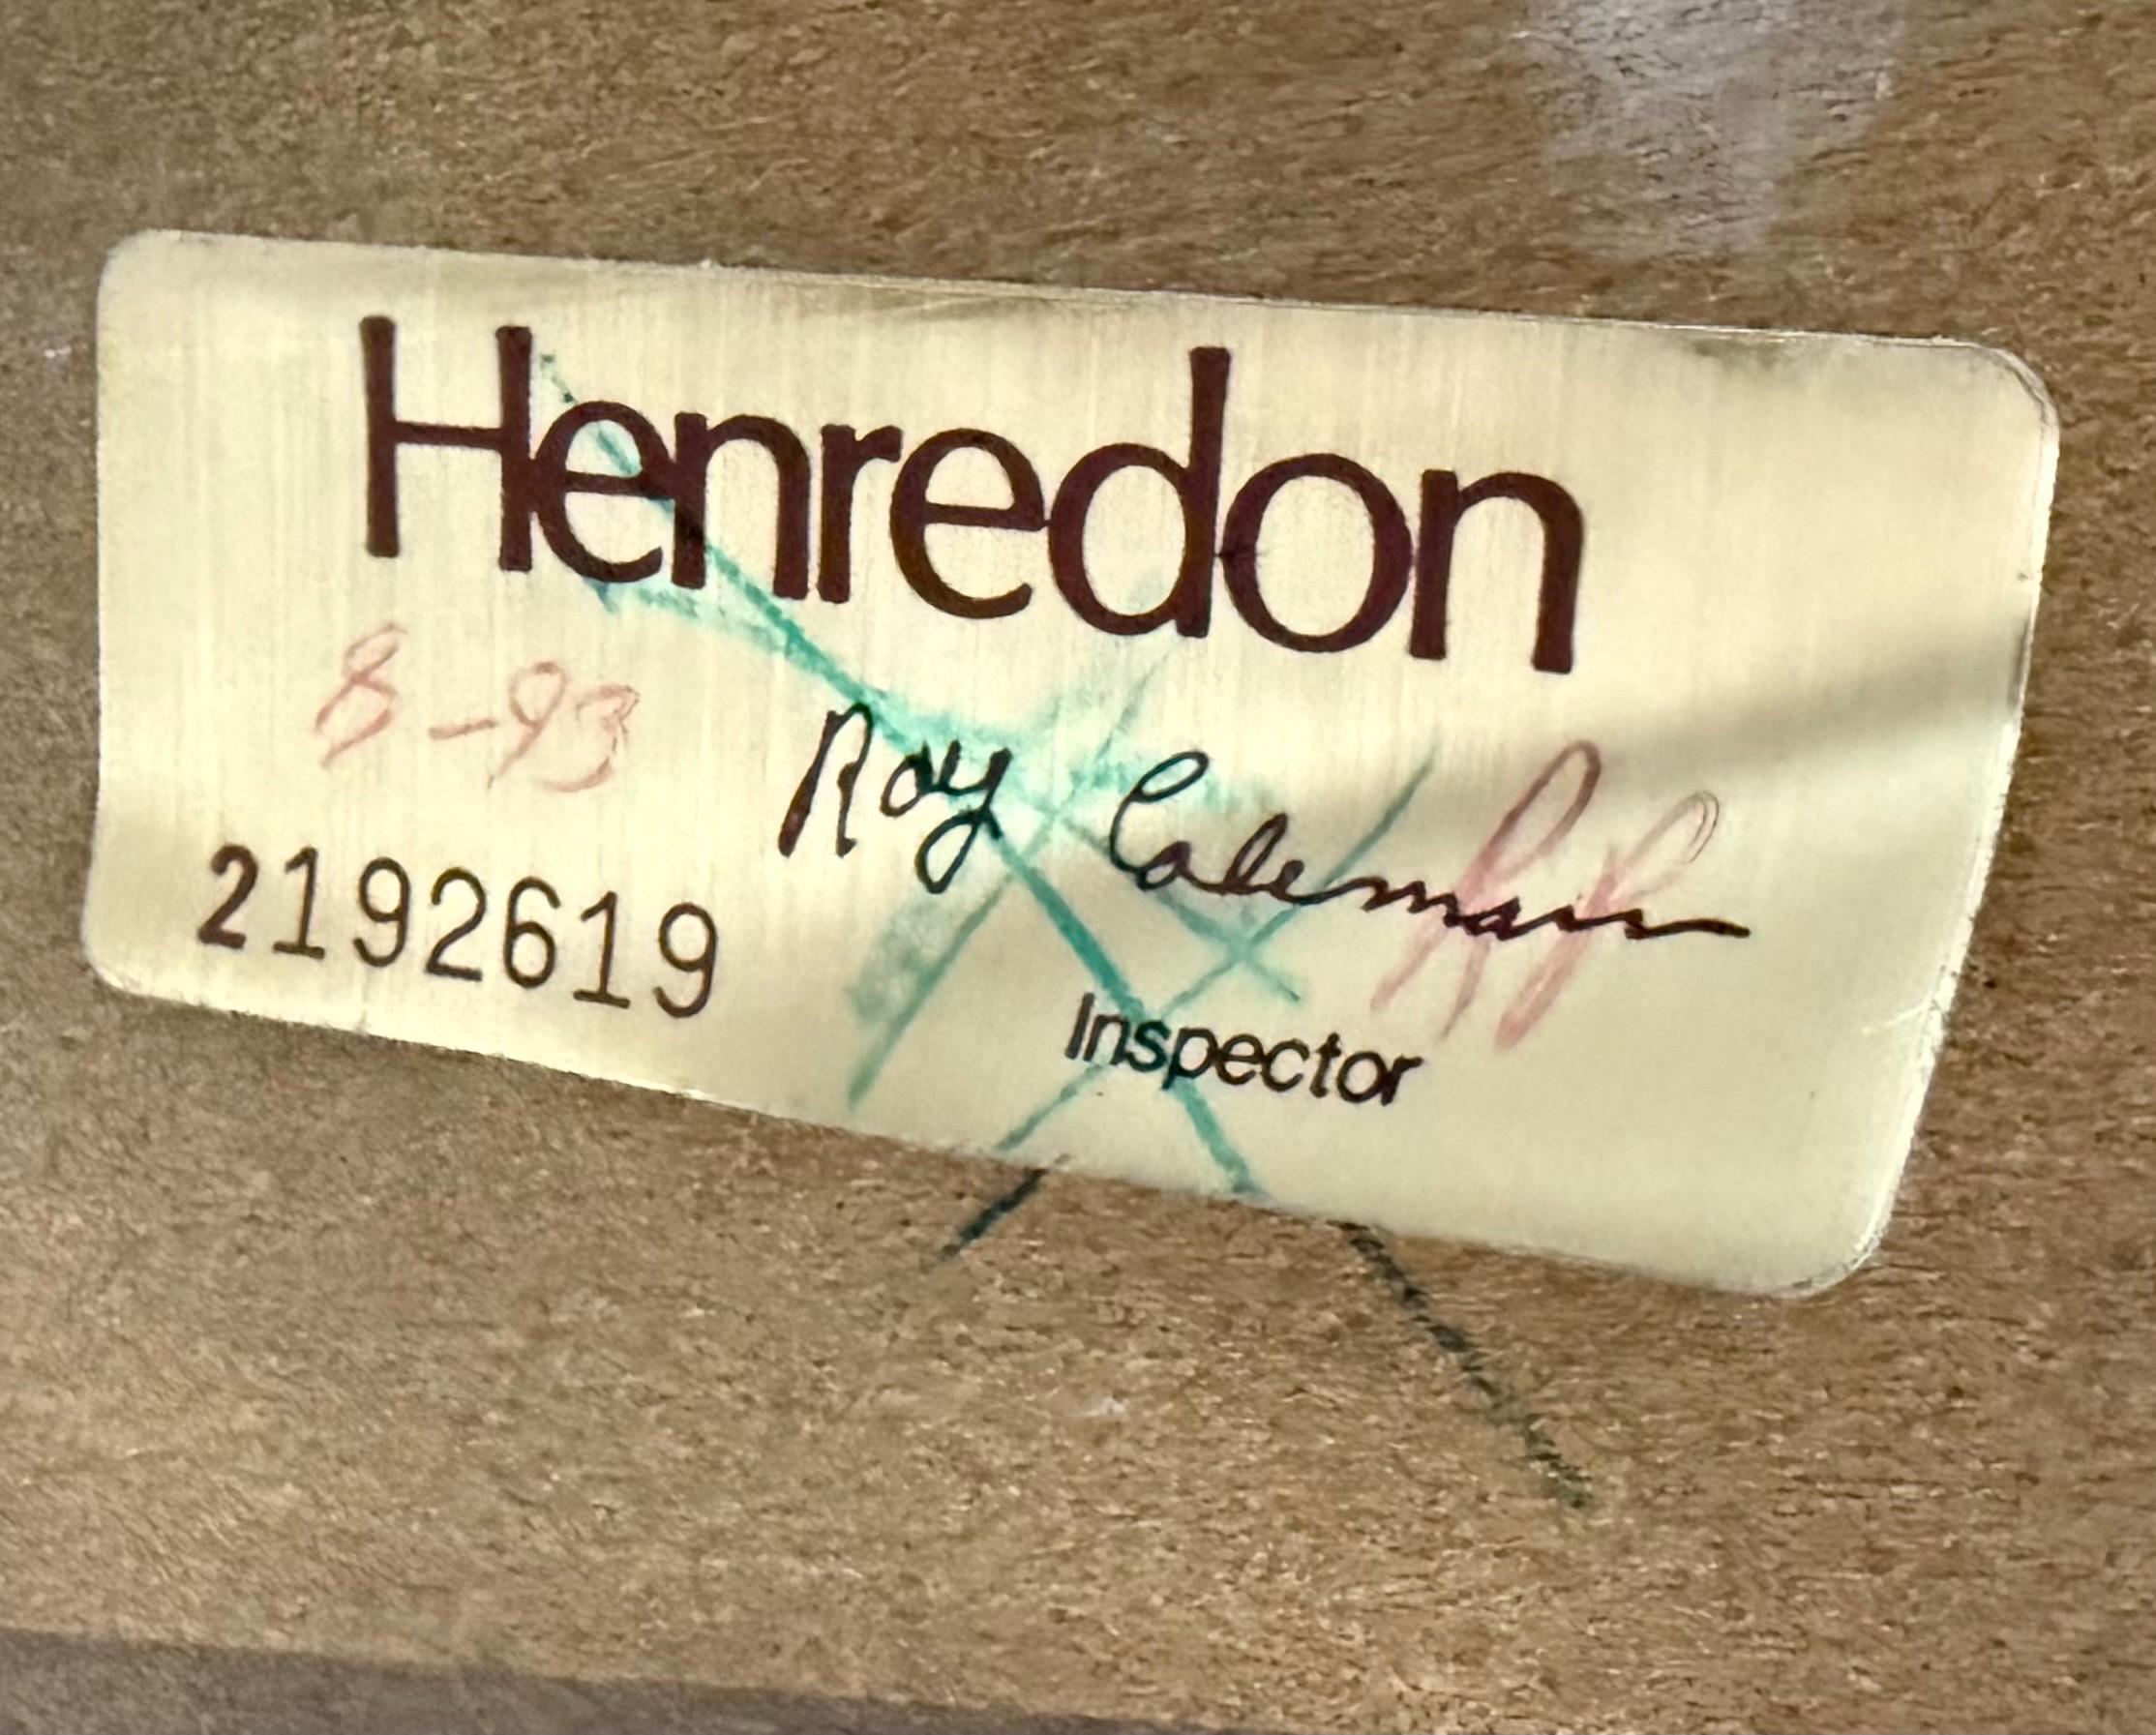 Henredon
8-93
Roy Coleman
2192619
Inspector